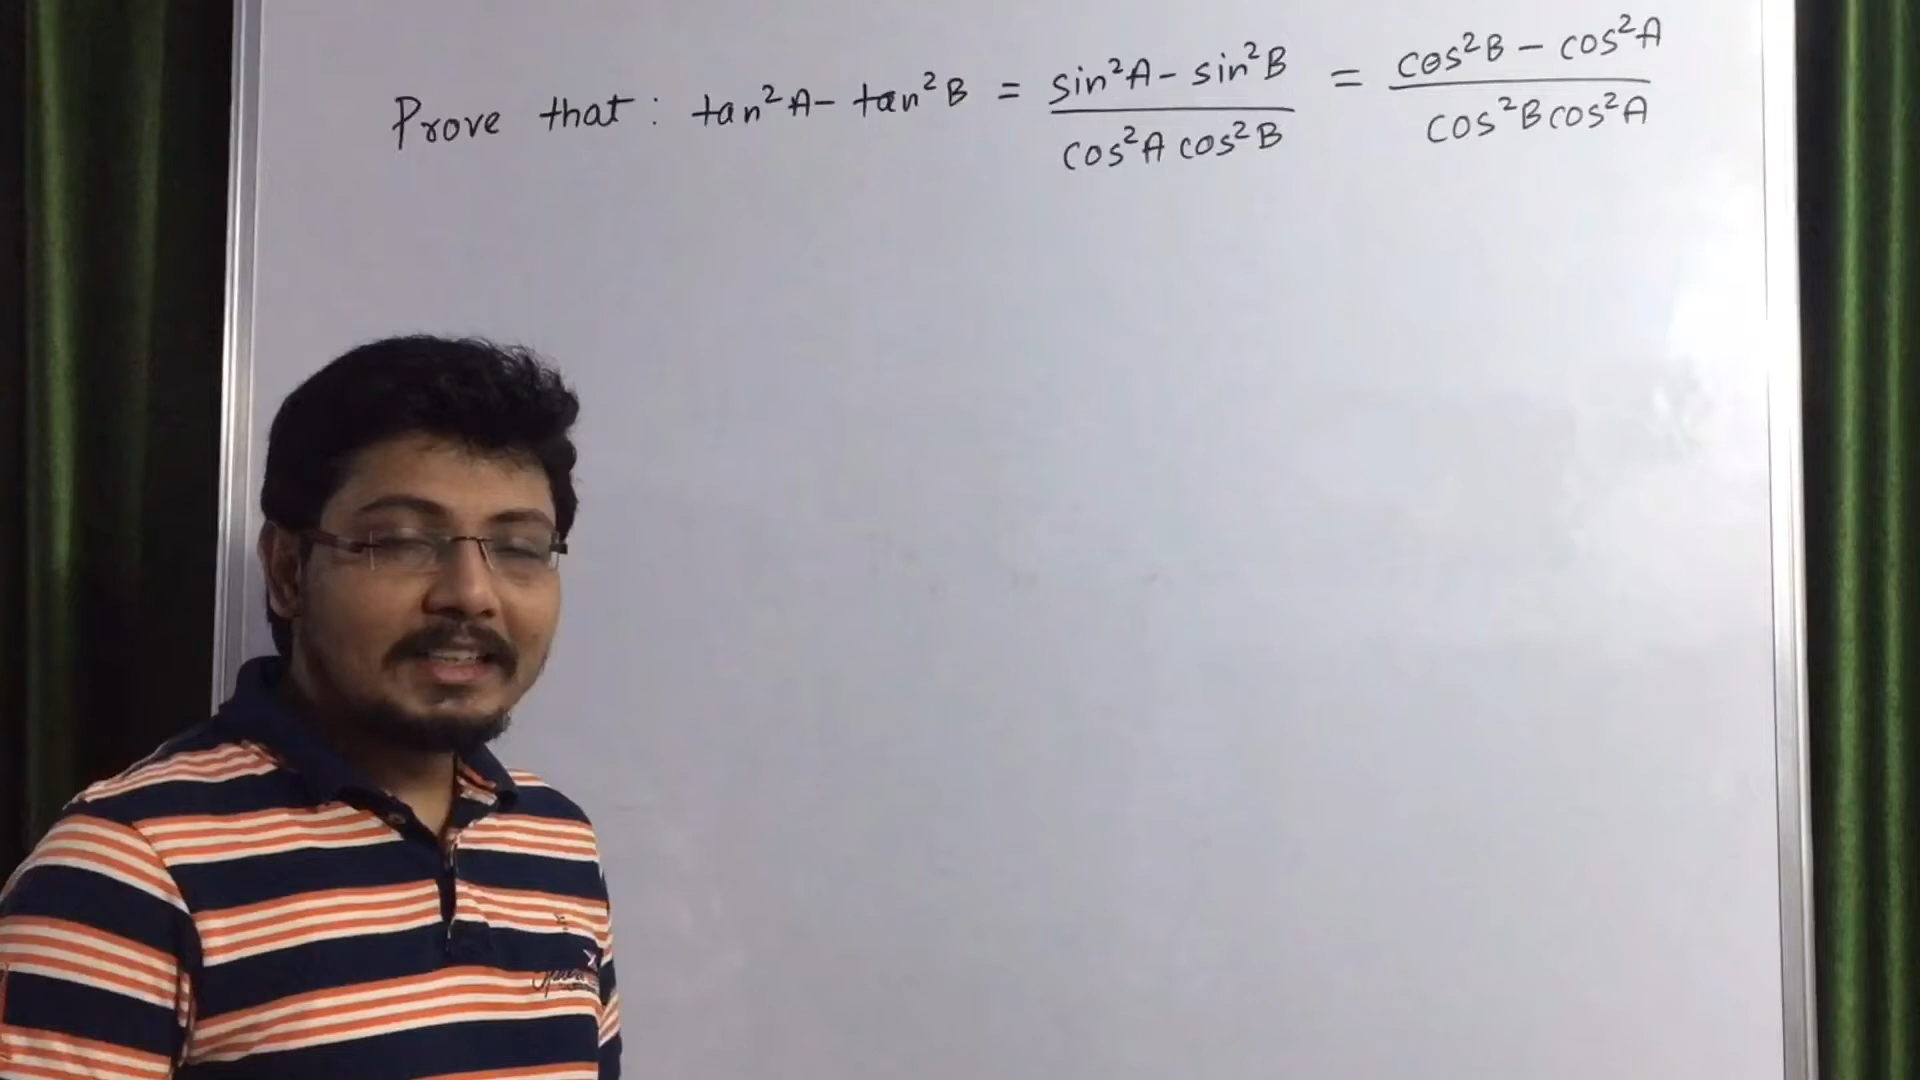 Prove that : tan²A - tan²B = (sin²A - sin²B)/(cos²A cos²B) = (cos²B - cos²A)/(cos²B cos²A)